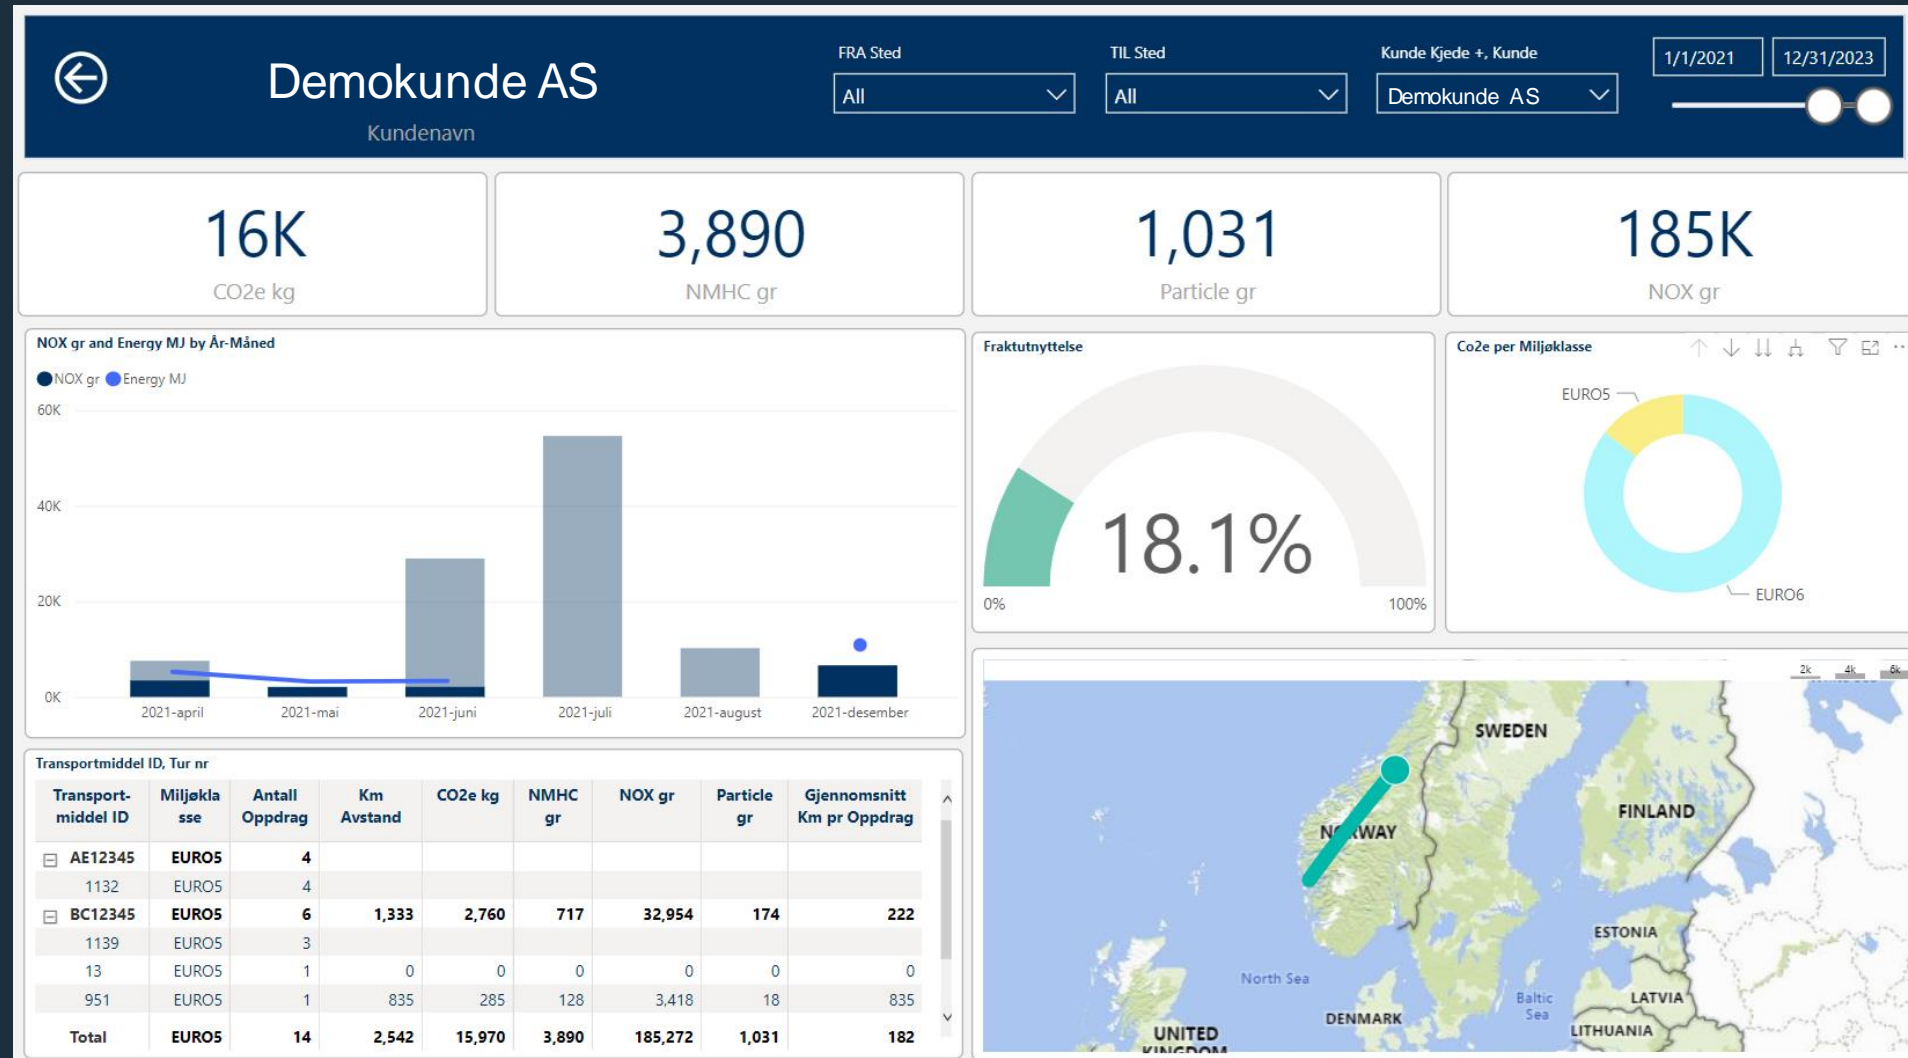 Demokunde AS
Kundenavn
FRA Sted
All
TIL Sted
All
Kunde Kjede +, Kunde
Demokunde AS
1/1/2021
12/31/2023
16K
CO2e kg
3,890
NMHC gr
1,031
Particle gr
185K
NOX gr
NOX gr and Energy MJ by År-Måned
NOX gr Energy MJ
60K
40K
20K
0K
2021-april 2021-mai 2021-juni 2021-juli 2021-august 2021-desember
Fraktutnyttelse
18.1%
0% 100%
Co2e per Miljøklasse
EURO5
EURO6
Transportmiddel ID, Tur nr
Transport- Miljøkla Antall Km CO2e kg NMHC NOX gr Particle Gjennomsnitt
middel ID sse Oppdrag Avstand gr gr Km pr Oppdrag
AE12345 EURO5 4
1132 EURO5 4
BC12345 EURO5 6 1,333 2,760 717 32,954 174 222
1139 EURO5 3
13 EURO5 1 0 0 0 0 0 0
951 EURO5 1 835 285 128 3,418 18 835
Total EURO5 14 2,542 15,970 3,890 185,272 1,031 182
2k 4k 6k
SWEDEN
FINLAND
NORWAY
ESTONIA
North Sea
Baltic
Sea
LATVIA
DENMARK
LITHUANIA
UNITED
KINGDOM